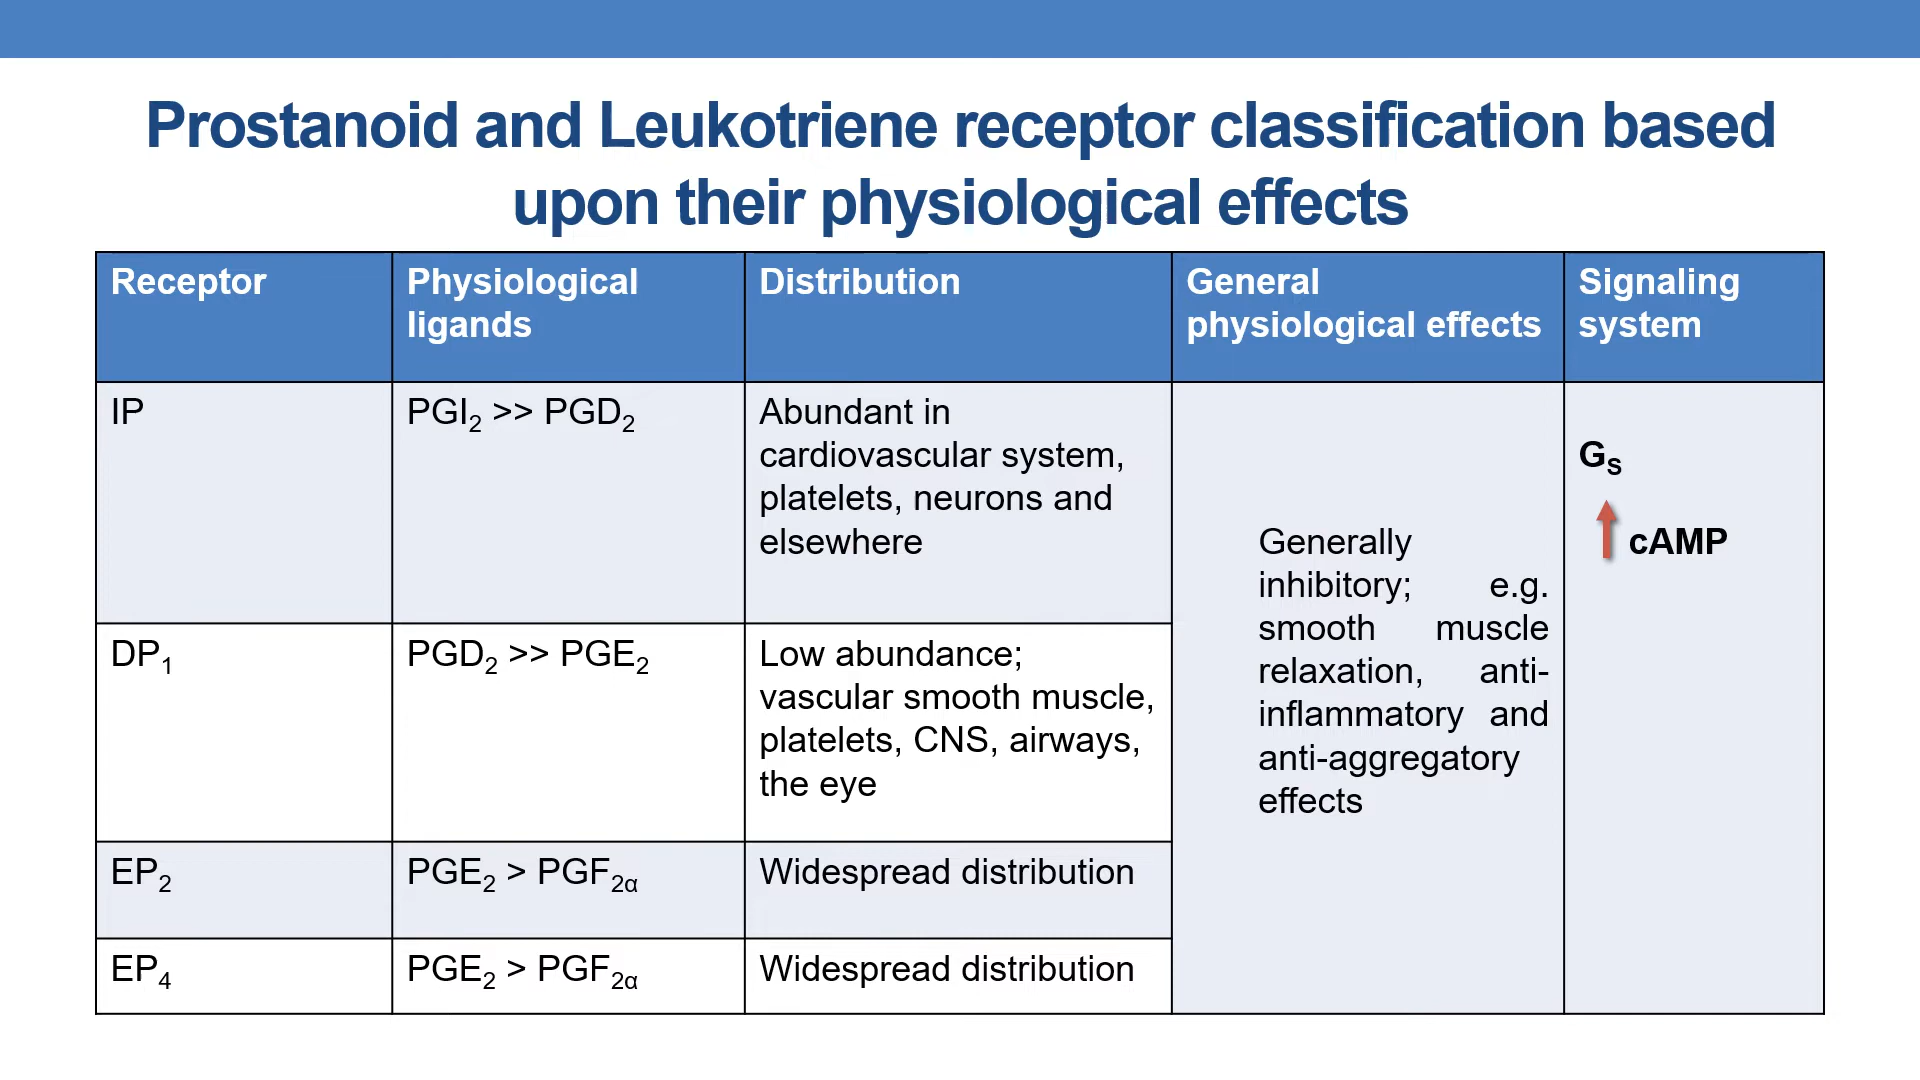 Prostanoid and Leukotriene receptor classification based
upon their physiological effects
Receptor
Physiological
ligands
Distribution
General
physiological effects
Signaling
system
IP
PGI₂ >> PGD₂
Abundant in
cardiovascular system,
platelets, neurons and
elsewhere
Generally
inhibitory; e.g.
smooth muscle
relaxation, anti-
inflammatory and
anti-aggregatory
effects
Gs
cAMP
DP₁
PGD₂ >> PGE₂
Low abundance;
vascular smooth muscle,
platelets, CNS, airways,
the eye
EP₂
PGE₂ > PGF₂α
Widespread distribution
EP₄
PGE₂ > PGF₂α
Widespread distribution